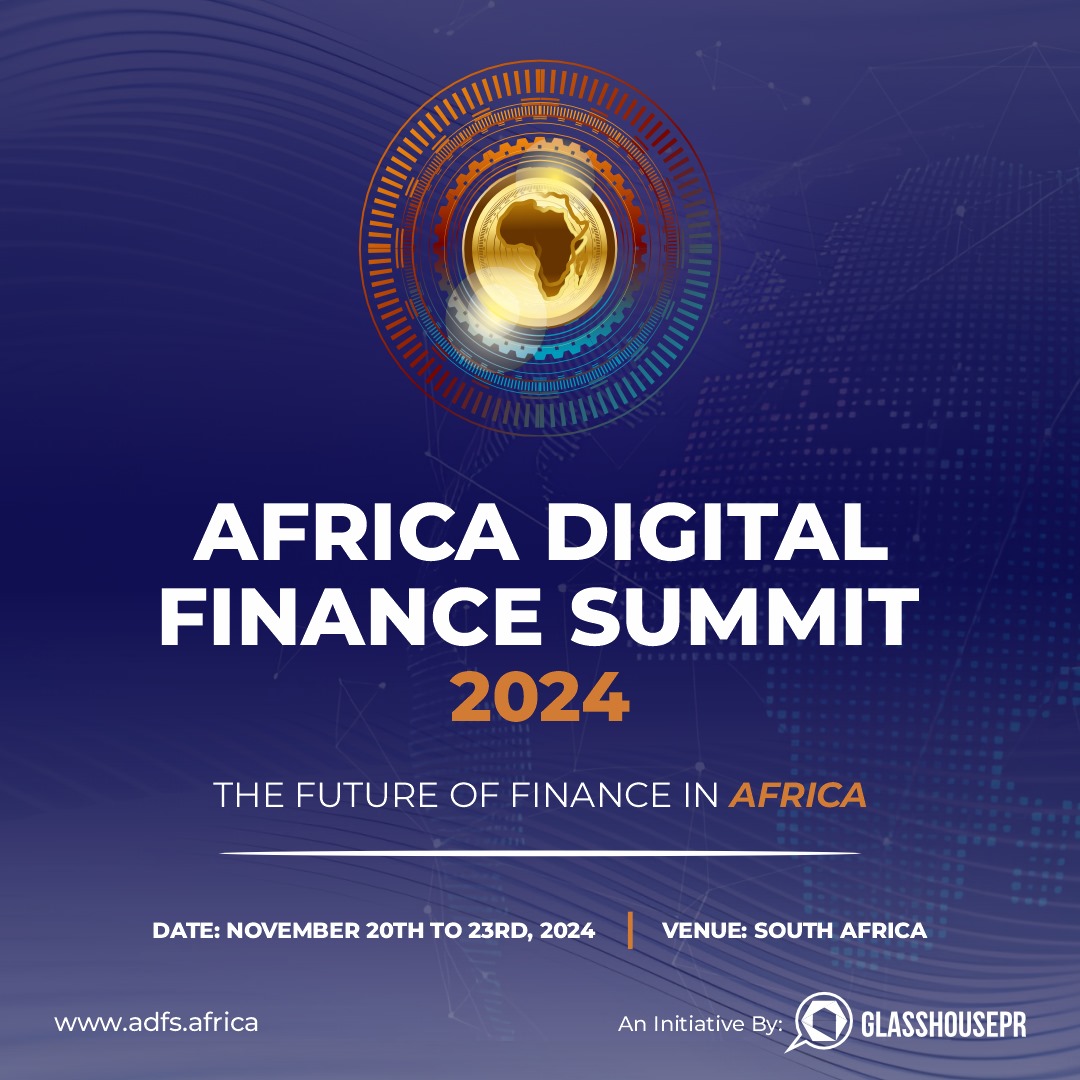 AFRICA DIGITAL
FINANCE SUMMIT
2024
THE FUTURE OF FINANCE IN AFRICA
DATE: NOVEMBER 20TH TO 23RD, 2024
VENUE: SOUTH AFRICA
www.adfs.africa
An Initiative By: GLASSHOUSEPR